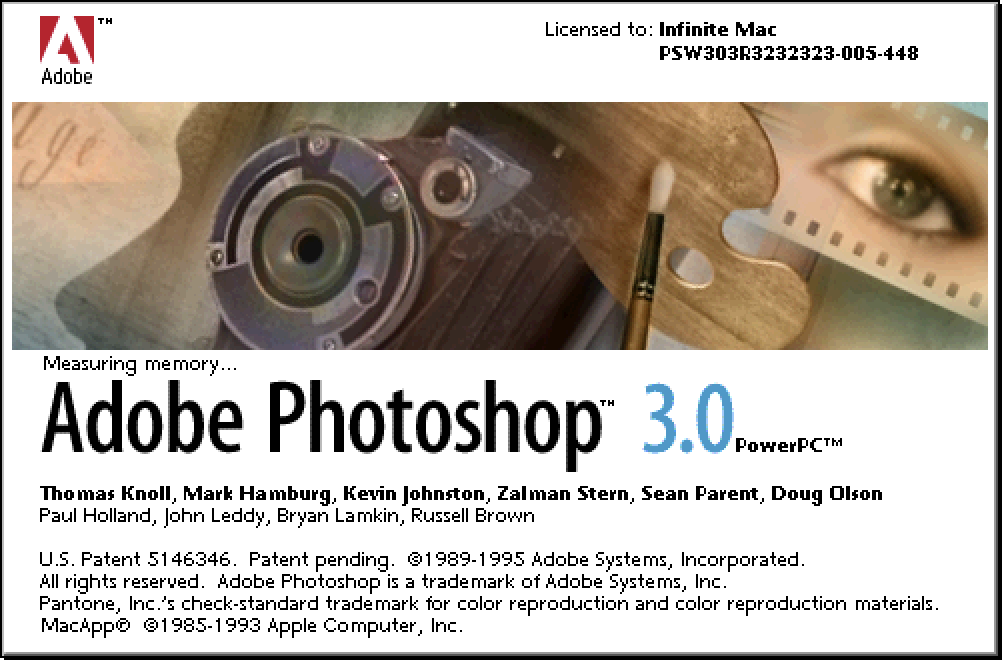 Adobe™
Licensed to: Infinite Mac
PSW303R3232323-005-448
dge
Measuring memory...
Adobe Photoshop™ 3.0 PowerPC™
Thomas Knoll, Mark Hamburg, Kevin Johnston, Zalman Stern, Sean Parent, Doug Olson
Paul Holland, John Leddy, Bryan Lamkin, Russell Brown
U.S. Patent 5146346.  Patent pending.  ©1989-1995 Adobe Systems, Incorporated.
All rights reserved.  Adobe Photoshop is a trademark of Adobe Systems, Inc.
Pantone, Inc.'s check-standard trademark for color reproduction and color reproduction materials.
MacApp®  ©1985-1993 Apple Computer, Inc.